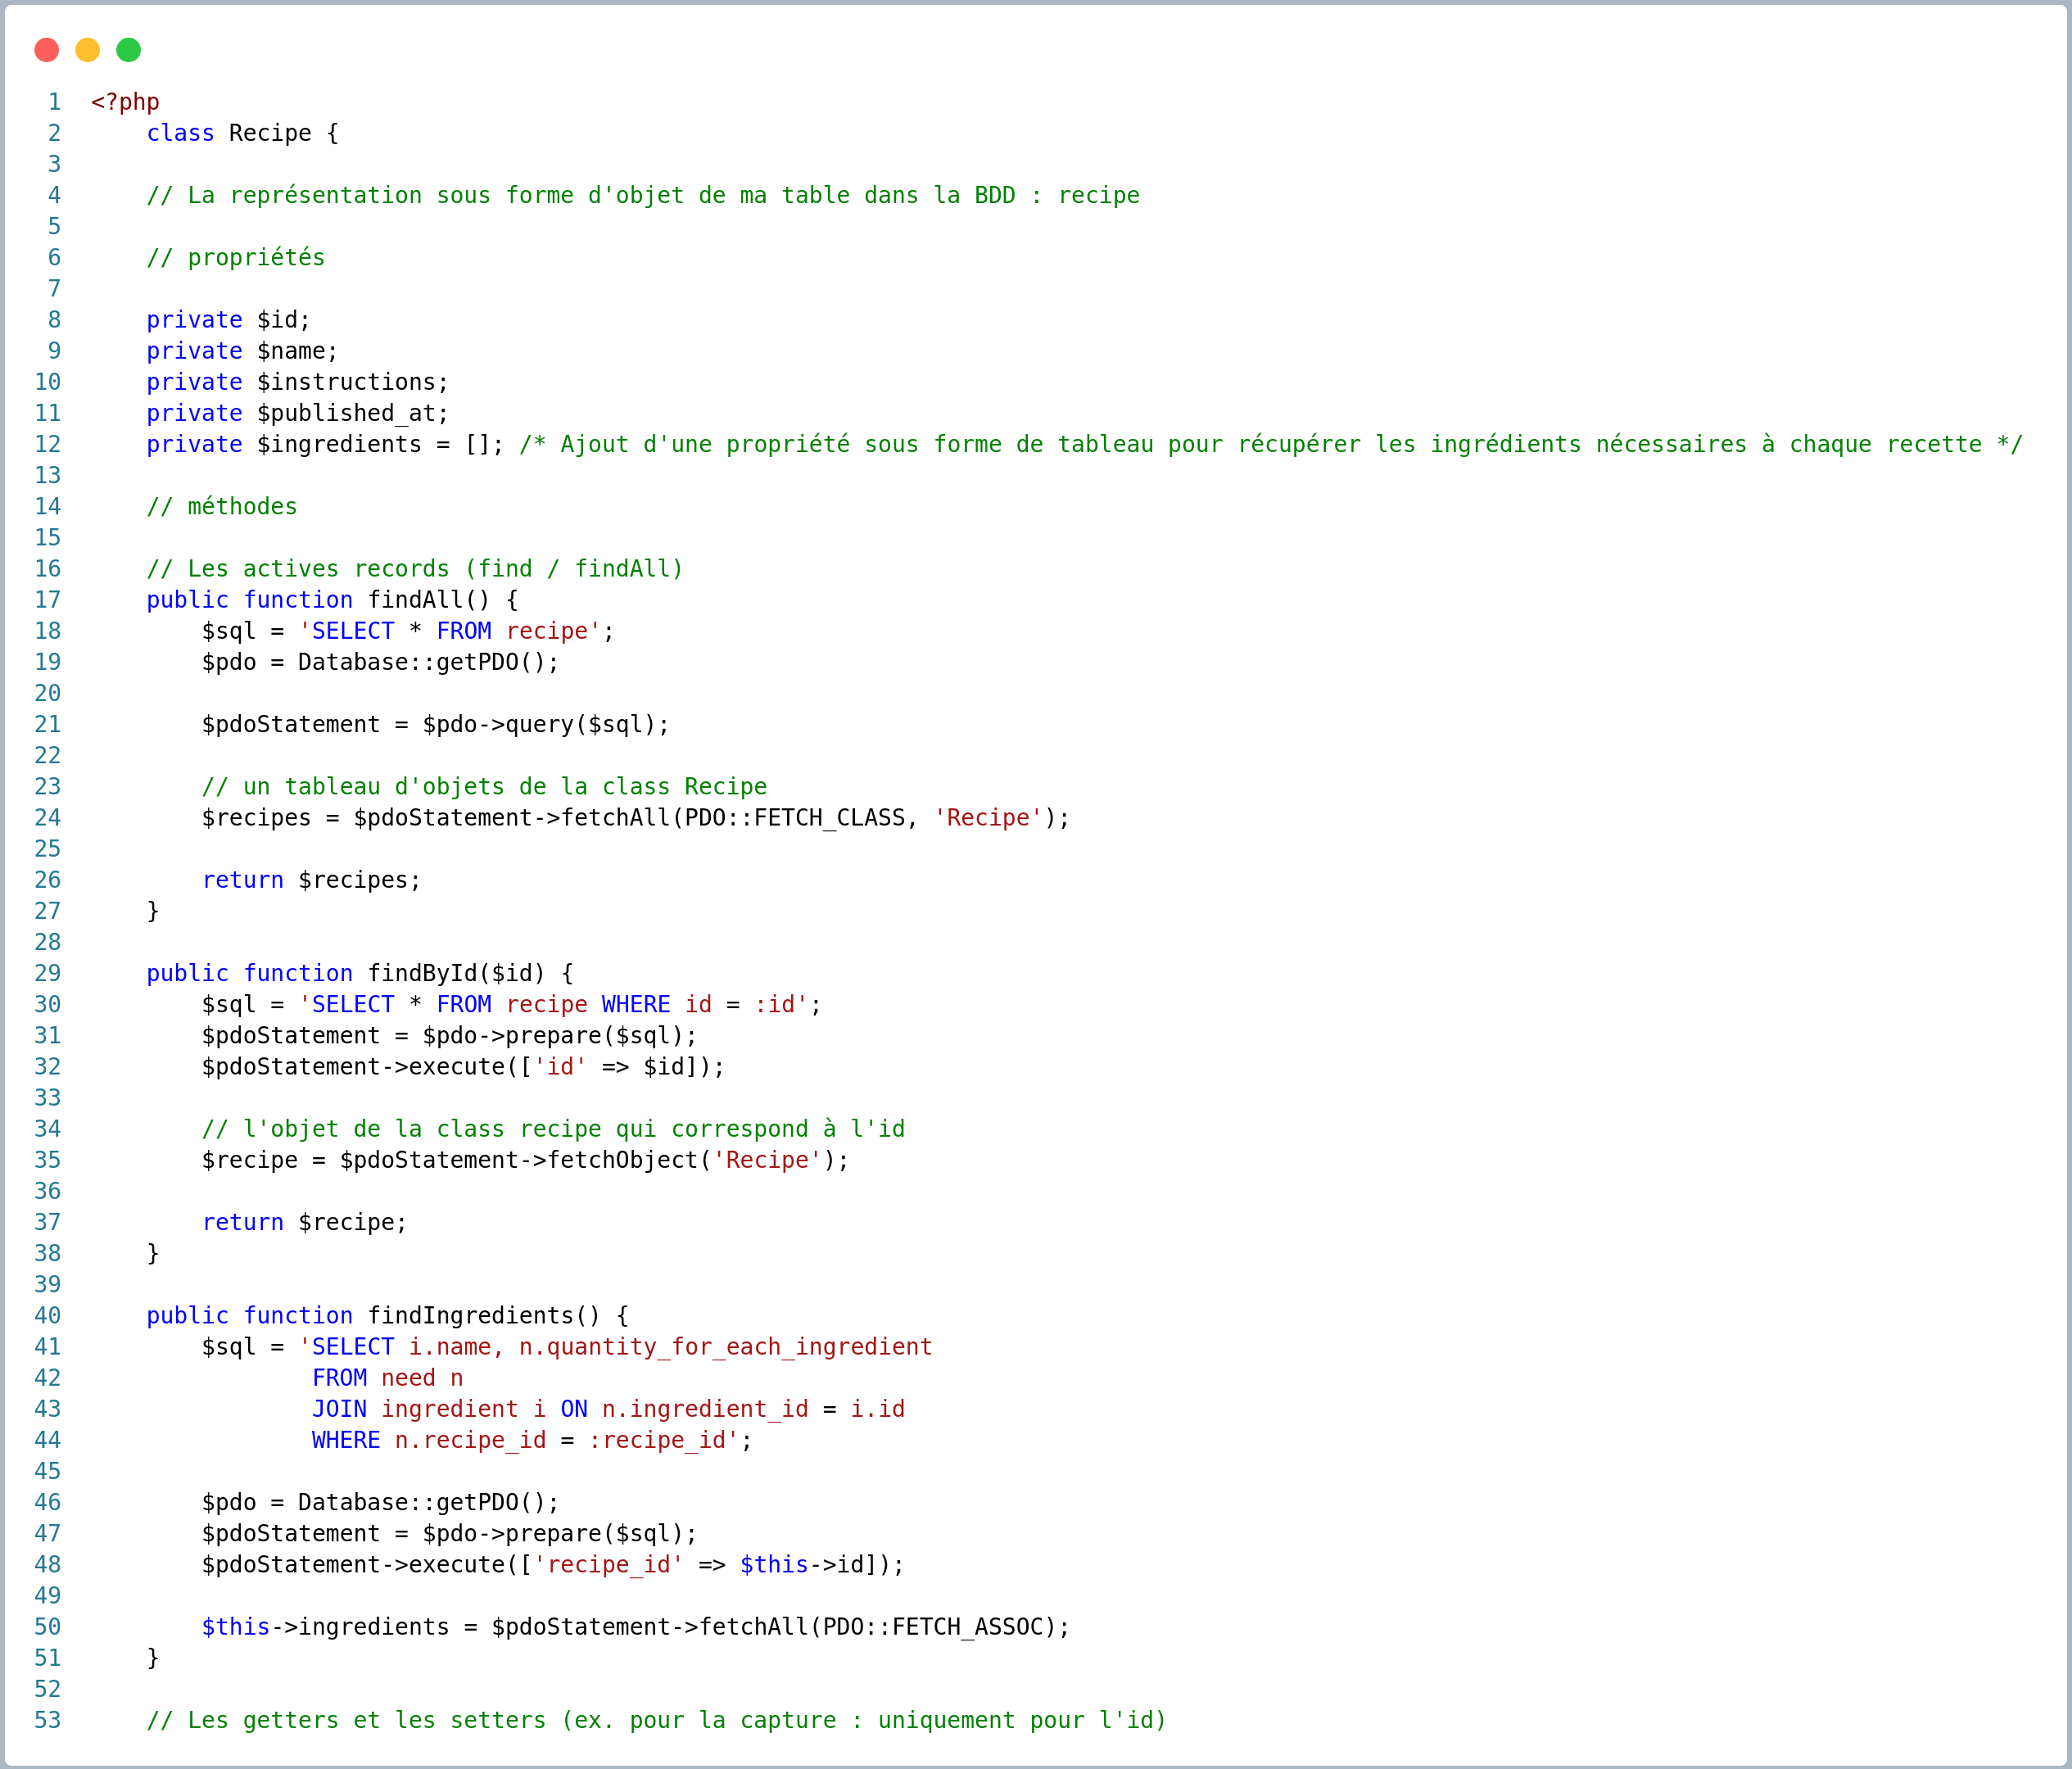 1 <?php
2     class Recipe {
3
4     // La représentation sous forme d'objet de ma table dans la BDD : recipe
5
6     // propriétés
7
8     private $id;
9     private $name;
10     private $instructions;
11     private $published_at;
12     private $ingredients = []; /* Ajout d'une propriété sous forme de tableau pour récupérer les ingrédients nécessaires à chaque recette */
13
14     // méthodes
15
16     // Les actives records (find / findAll)
17     public function findAll() {
18         $sql = 'SELECT * FROM recipe';
19         $pdo = Database::getPDO();
20
21         $pdoStatement = $pdo->query($sql);
22
23         // un tableau d'objets de la class Recipe
24         $recipes = $pdoStatement->fetchAll(PDO::FETCH_CLASS, 'Recipe');
25
26         return $recipes;
27     }
28
29     public function findById($id) {
30         $sql = 'SELECT * FROM recipe WHERE id = :id';
31         $pdoStatement = $pdo->prepare($sql);
32         $pdoStatement->execute(['id' => $id]);
33
34         // l'objet de la class recipe qui correspond à l'id
35         $recipe = $pdoStatement->fetchObject('Recipe');
36
37         return $recipe;
38     }
39
40     public function findIngredients() {
41         $sql = 'SELECT i.name, n.quantity_for_each_ingredient
42                 FROM need n
43                 JOIN ingredient i ON n.ingredient_id = i.id
44                 WHERE n.recipe_id = :recipe_id';
45
46         $pdo = Database::getPDO();
47         $pdoStatement = $pdo->prepare($sql);
48         $pdoStatement->execute(['recipe_id' => $this->id]);
49
50         $this->ingredients = $pdoStatement->fetchAll(PDO::FETCH_ASSOC);
51     }
52
53     // Les getters et les setters (ex. pour la capture : uniquement pour l'id)